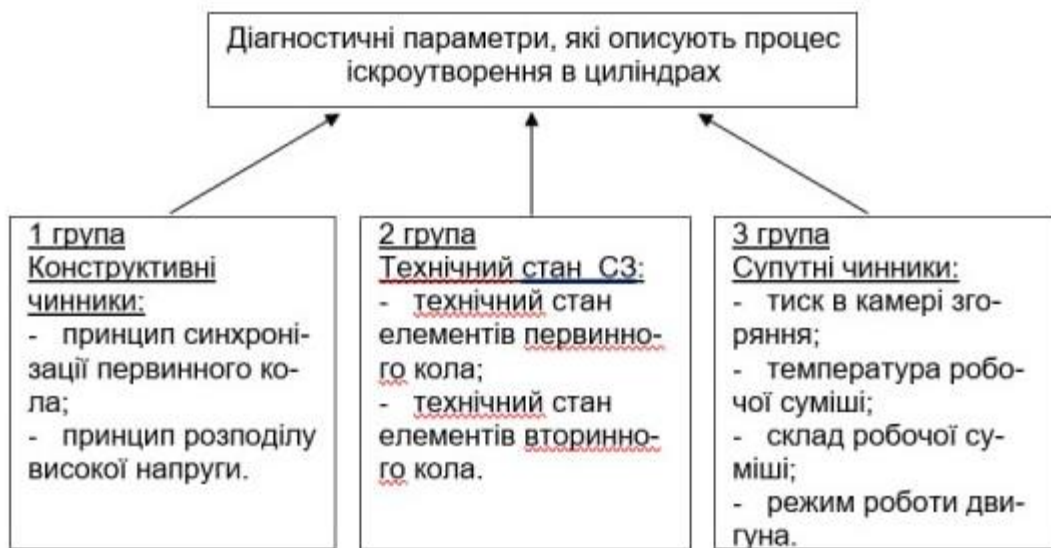 Діагностичні параметри, які описують процес
іскроутворення в циліндрах
1 група
Конструктивні
чинники:
- принцип синхроні-
зації первинного ко-
ла;
- принцип розподілу
високої напруги.
2 група
Технічний стан СЗ:
- технічний стан
елементів первинно-
го кола;
- технічний стан
елементів вторинно-
го кола.
3 група
Супутні чинники:
- тиск в камері зго-
ряння;
- температура робо-
чої суміші;
- склад робочої су-
міші;
- режим роботи дви-
гуна.